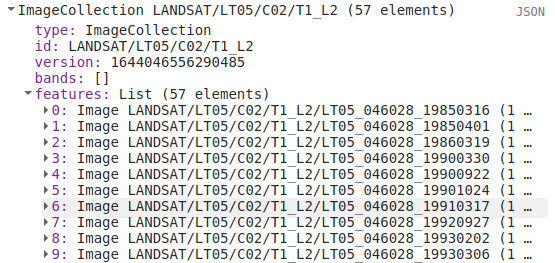 ImageCollection LANDSAT/LT05/C02/T1_L2 (57 elements) JSON
type: ImageCollection
id: LANDSAT/LT05/C02/T1_L2
version: 1644046556290485
bands: []
features: List (57 elements)
0: Image LANDSAT/LT05/C02/T1_L2/LT05_046028_19850316 (1 …
1: Image LANDSAT/LT05/C02/T1_L2/LT05_046028_19850401 (1 …
2: Image LANDSAT/LT05/C02/T1_L2/LT05_046028_19860319 (1 …
3: Image LANDSAT/LT05/C02/T1_L2/LT05_046028_19900330 (1 …
4: Image LANDSAT/LT05/C02/T1_L2/LT05_046028_19900922 (1 …
5: Image LANDSAT/LT05/C02/T1_L2/LT05_046028_19901024 (1 …
6: Image LANDSAT/LT05/C02/T1_L2/LT05_046028_19910317 (1 …
7: Image LANDSAT/LT05/C02/T1_L2/LT05_046028_19920927 (1 …
8: Image LANDSAT/LT05/C02/T1_L2/LT05_046028_19930202 (1 …
9: Image LANDSAT/LT05/C02/T1_L2/LT05_046028_19930306 (1 …